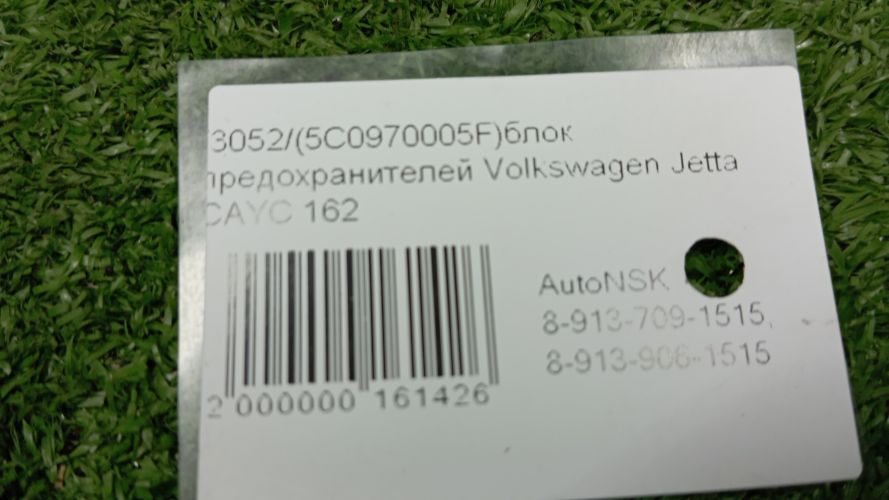 3052/(5C0970005F)блок
предохранителей Volkswagen Jetta
CAYC 162
AutoNSK
8-913-709-1515,
8-913-906-1515
2 000000 161426